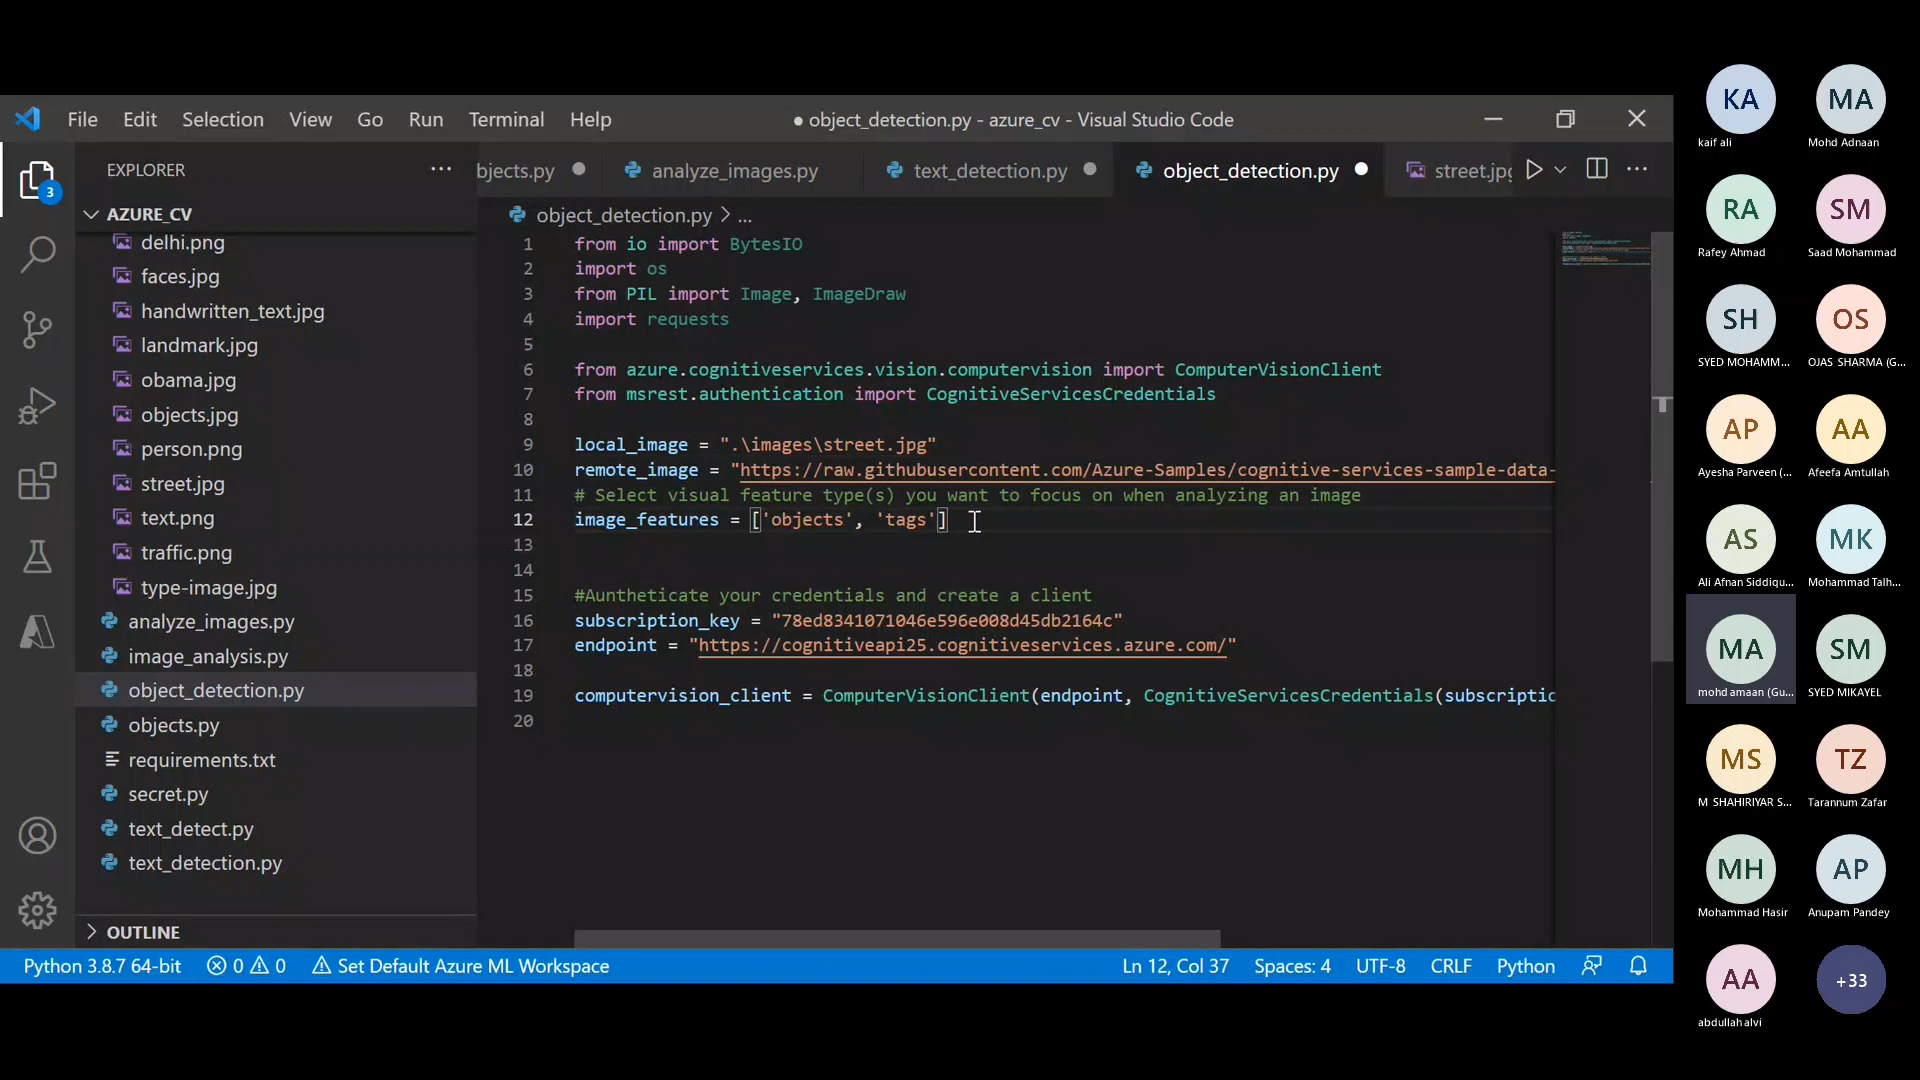 File Edit Selection View Go Run Terminal Help
● object_detection.py - azure_cv - Visual Studio Code
EXPLORER
bjects.py analyze_images.py text_detection.py object_detection.py street.jpg
3
AZURE_CV
object_detection.py > ...
delhi.png
faces.jpg
handwritten_text.jpg
landmark.jpg
obama.jpg
objects.jpg
person.png
street.jpg
text.png
traffic.png
type-image.jpg
analyze_images.py
image_analysis.py
object_detection.py
objects.py
requirements.txt
secret.py
text_detect.py
text_detection.py
OUTLINE
1 from io import BytesIO
2 import os
3 from PIL import Image, ImageDraw
4 import requests
5
6 from azure.cognitiveservices.vision.computervision import ComputerVisionClient
7 from msrest.authentication import CognitiveServicesCredentials
8
9 local_image = ".\images\street.jpg"
10 remote_image = "https://raw.githubusercontent.com/Azure-Samples/cognitive-services-sample-data-
11 # Select visual feature type(s) you want to focus on when analyzing an image
12 image_features = ['objects', 'tags']
13
14
15 #Auntheticate your credentials and create a client
16 subscription_key = "78ed8341071046e596e008d45db2164c"
17 endpoint = "https://cognitiveapi25.cognitiveservices.azure.com/"
18
19 computervision_client = ComputerVisionClient(endpoint, CognitiveServicesCredentials(subscriptic
20
Python 3.8.7 64-bit 0 0 Set Default Azure ML Workspace Ln 12, Col 37 Spaces: 4 UTF-8 CRLF Python
KA MA
kaif ali Mohd Adnaan
RA SM
Rafey Ahmad Saad Mohammad
SH OS
SYED MOHAMM... OJAS SHARMA (G...
AP AA
Ayesha Parveen (... Afeefa Amtullah
AS MK
Ali Afnan Siddiqu... Mohammad Talh...
MA SM
mohd amaan (Gu... SYED MIKAYEL
MS TZ
M SHAHIRIYAR S... Tarannum Zafar
MH AP
Mohammad Hasir Anupam Pandey
AA +33
abdullah alvi